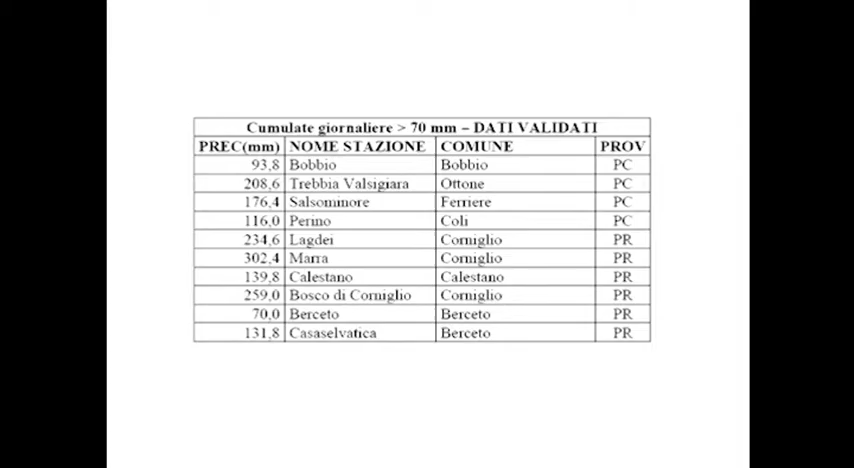 Cumulate giornaliere > 70 mm – DATI VALIDATI
PREC(mm) NOME STAZIONE COMUNE PROV
93,8 Bobbio Bobbio PC
208,6 Trebbia Valsigiara Ottone PC
176,4 Salsominore Ferriere PC
116,0 Perino Coli PC
234,6 Lagdei Corniglio PR
302,4 Marra Corniglio PR
139,8 Calestano Calestano PR
259,0 Bosco di Corniglio Corniglio PR
70,0 Berceto Berceto PR
131,8 Casaselvatica Berceto PR